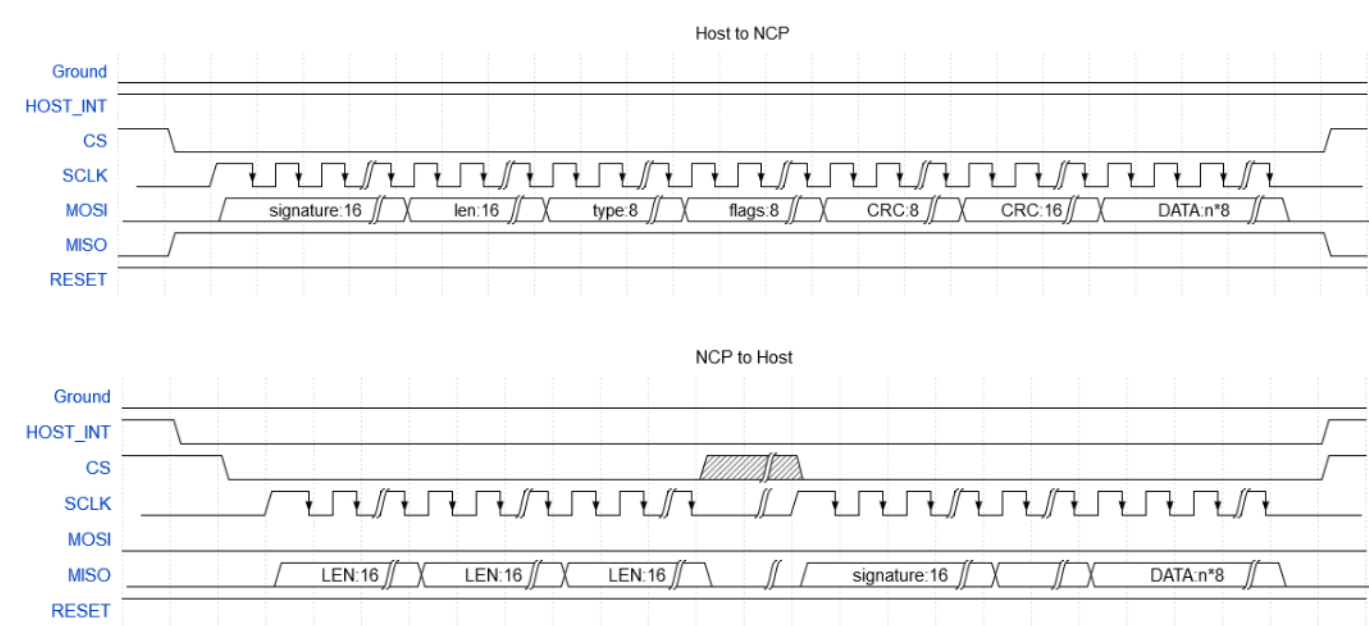 Host to NCP
Ground
HOST_INT
CS
SCLK
MOSI signature:16 len:16 type:8 flags:8 CRC:8 CRC:16 DATA:n*8
MISO
RESET
NCP to Host
Ground
HOST_INT
CS
SCLK
MOSI
MISO LEN:16 LEN:16 LEN:16 signature:16 DATA:n*8
RESET